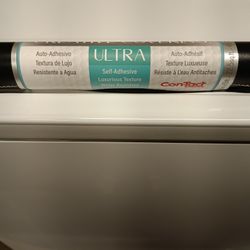 Auto-Adhesivo
Textura de Lujo
Resistente à Agua
ULTRA
Self-Adhesive
Luxurious Texture
Auto-Adhésif
Texture Luxueuse
Résiste à L'eau Antitaches
Con-Tact